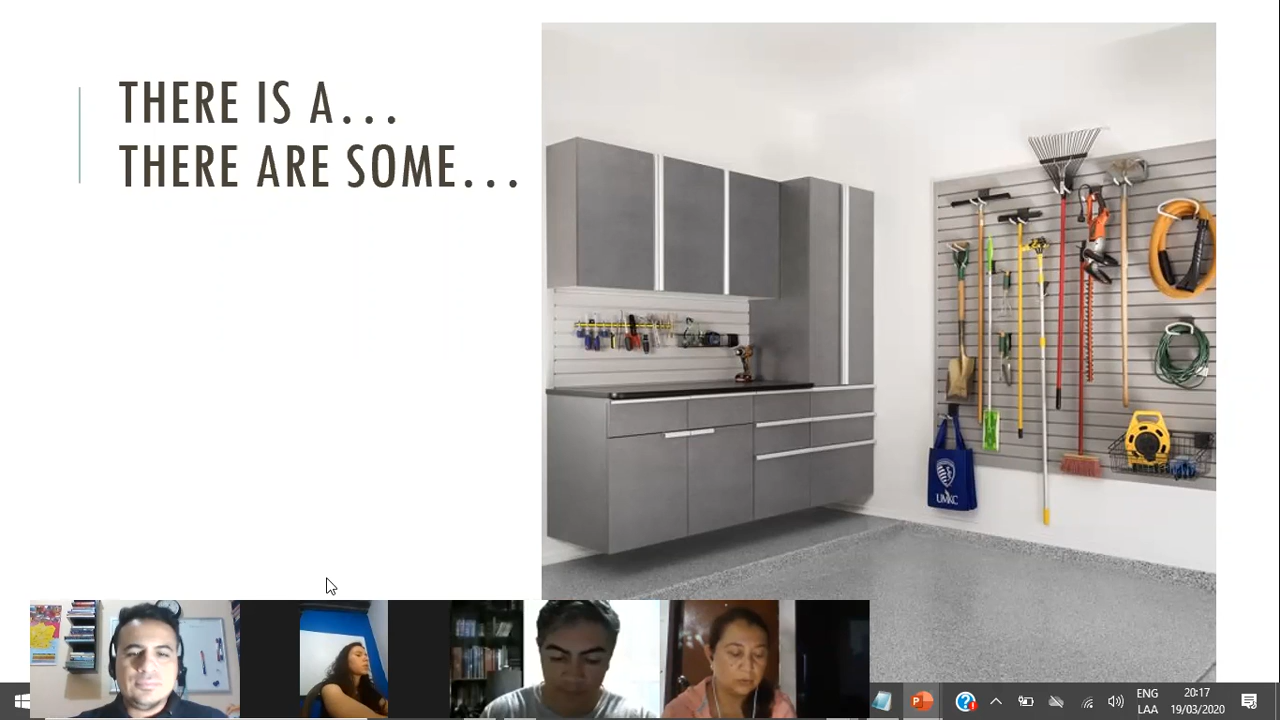 THERE IS A...
THERE ARE SOME...
UMKC
ENG
LAA
20:17
19/03/2020